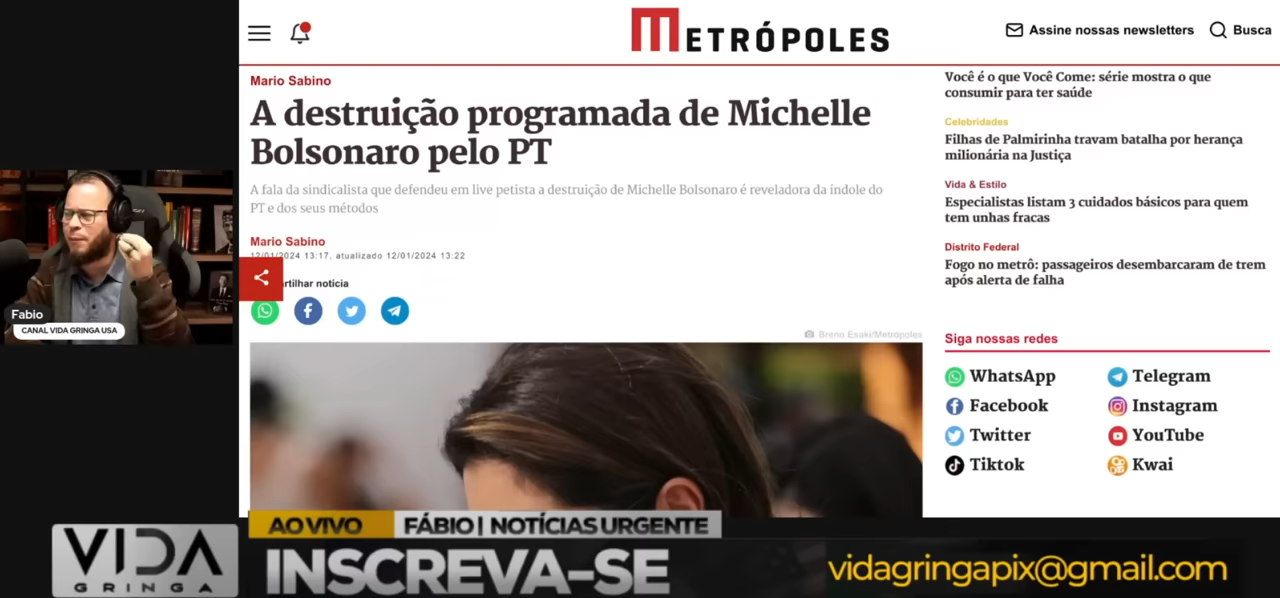 METRÓPOLES
Assine nossas newsletters
Busca
Mario Sabino
A destruição programada de Michelle
Bolsonaro pelo PT
A fala da sindicalista que defendeu em live petista a destruição de Michelle Bolsonaro é reveladora da índole do
PT e dos seus métodos
Mario Sabino
12/01/2024 13:17, atualizado 12/01/2024 13:22
rtilhar notícia
Breno Esaki/Metrópoles
Você é o que Você Come: série mostra o que
consumir para ter saúde
Celebridades
Filhas de Palmirinha travam batalha por herança
milionária na Justiça
Vida & Estilo
Especialistas listam 3 cuidados básicos para quem
tem unhas fracas
Distrito Federal
Fogo no metrô: passageiros desembarcaram de trem
após alerta de falha
Siga nossas redes
WhatsApp
Telegram
Facebook
Instagram
Twitter
YouTube
Tiktok
Kwai
Fabio
CANAL VIDA GRINGA USA
VIDA
GRINGA
AO VIVO
FÁBIO | NOTÍCIAS URGENTE
INSCREVA-SE
vidagringapix@gmail.com